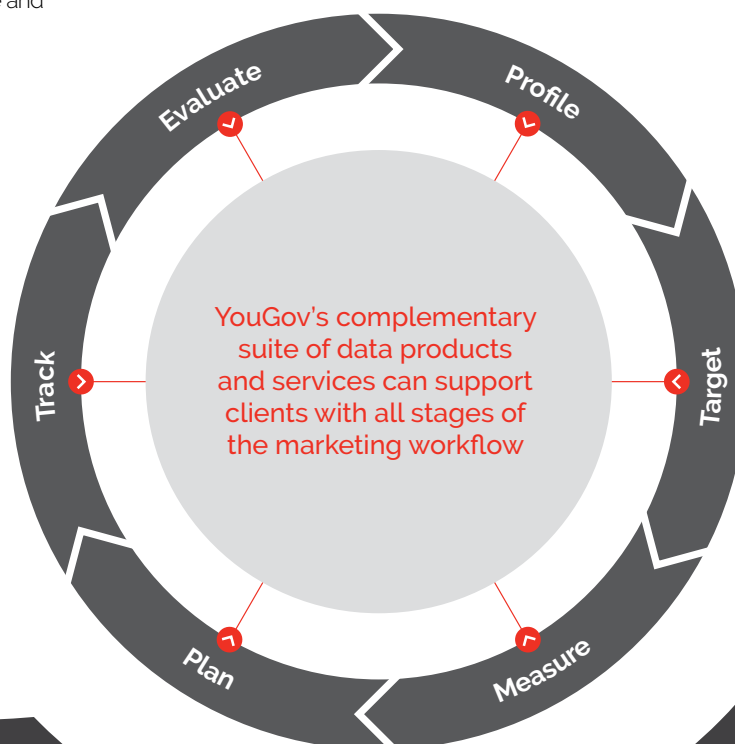 and
Evaluate
Profile
Track
Target
YouGov's complementary
suite of data products
and services can support
clients with all stages of
the marketing workflow
Plan
Measure